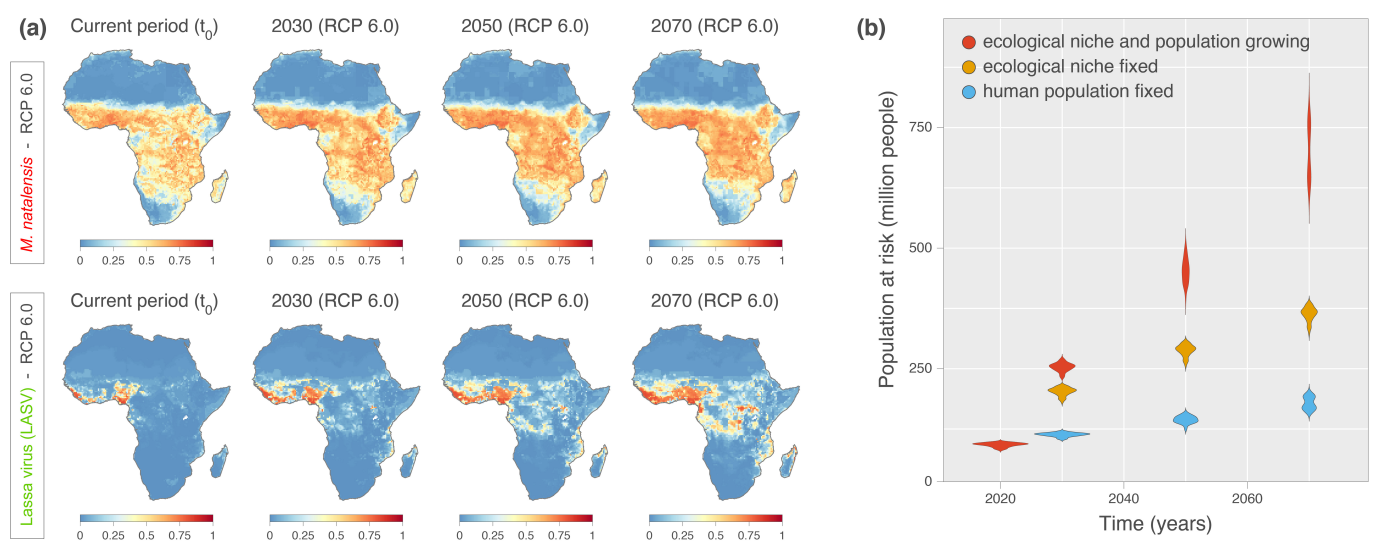 (a)
Current period (t0)
2030 (RCP 6.0)
2050 (RCP 6.0)
2070 (RCP 6.0)
M. natalensis - RCP 6.0
0 0.25 0.5 0.75 1
0 0.25 0.5 0.75 1
0 0.25 0.5 0.75 1
0 0.25 0.5 0.75 1
Current period (t0)
2030 (RCP 6.0)
2050 (RCP 6.0)
2070 (RCP 6.0)
Lassa virus (LASV) - RCP 6.0
0 0.25 0.5 0.75 1
0 0.25 0.5 0.75 1
0 0.25 0.5 0.75 1
0 0.25 0.5 0.75 1
(b)
ecological niche and population growing
ecological niche fixed
human population fixed
Population at risk (million people)
750
500
250
0
2020 2040 2060
Time (years)